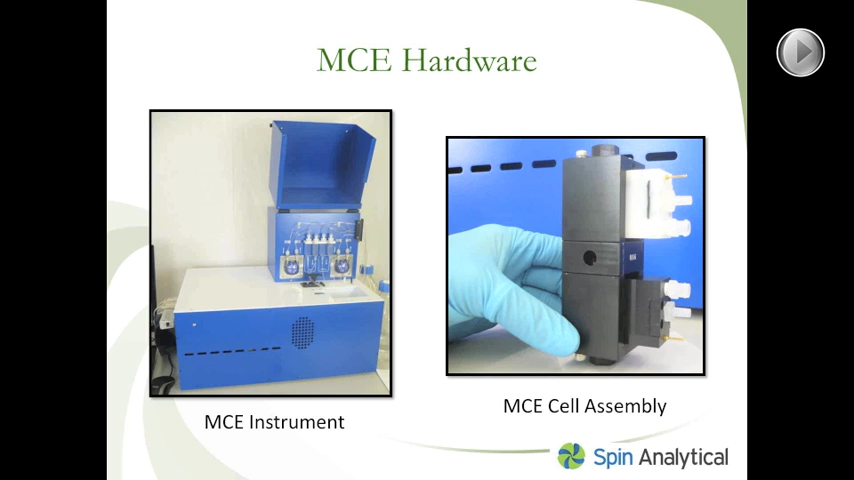 MCE Hardware
MCE Instrument
MCE Cell Assembly
Spin Analytical